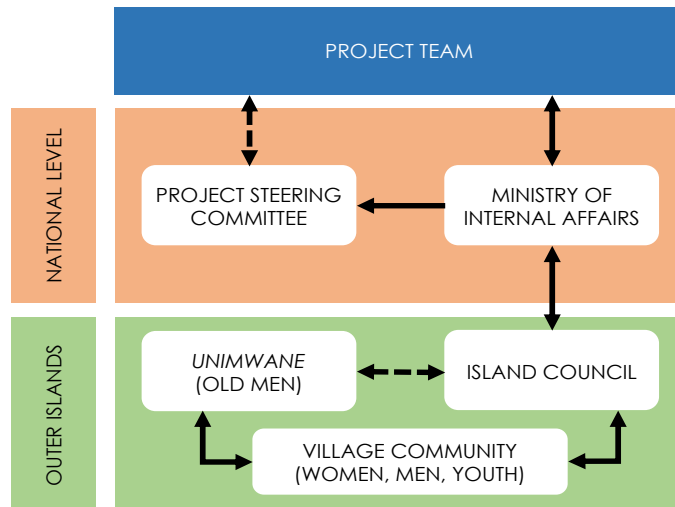 PROJECT TEAM
NATIONAL LEVEL
PROJECT STEERING
COMMITTEE
MINISTRY OF
INTERNAL AFFAIRS
OUTER ISLANDS
UNIMWANE
(OLD MEN)
ISLAND COUNCIL
VILLAGE COMMUNITY
(WOMEN, MEN, YOUTH)